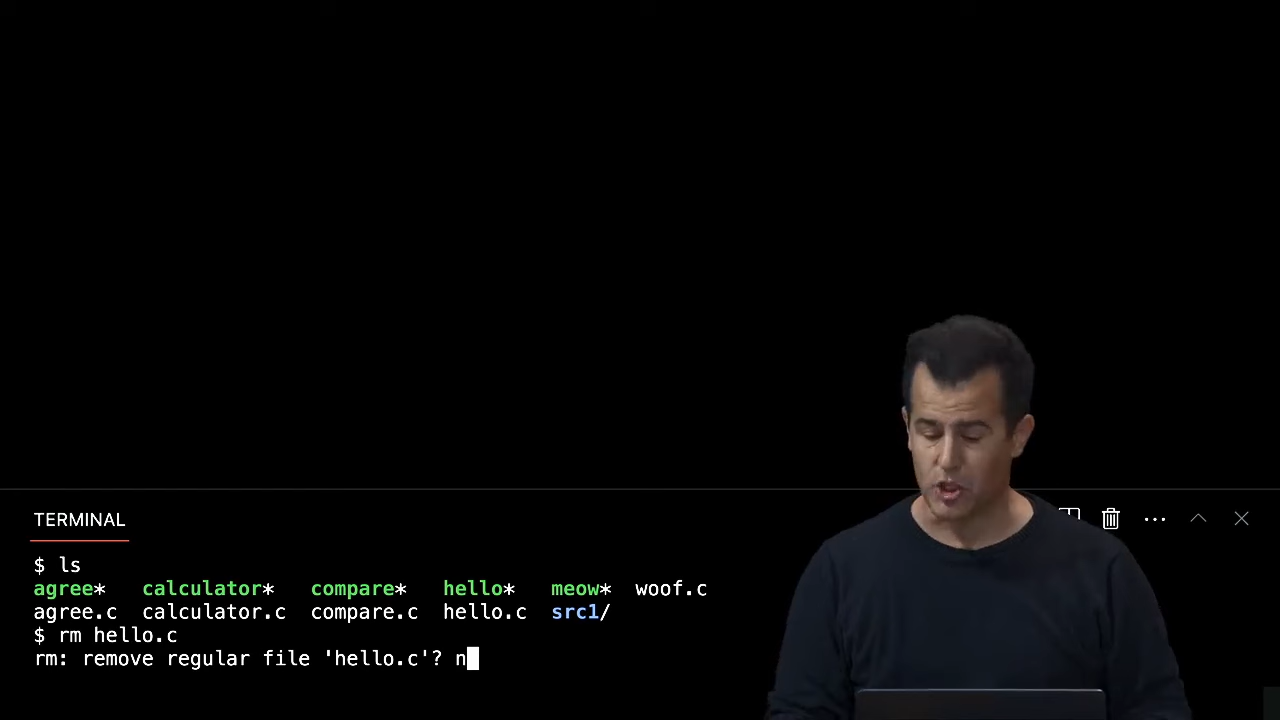 TERMINAL
$ ls
agree* calculator* compare* hello* meow* woof.c
agree.c calculator.c compare.c hello.c src1/
$ rm hello.c
rm: remove regular file 'hello.c'? n